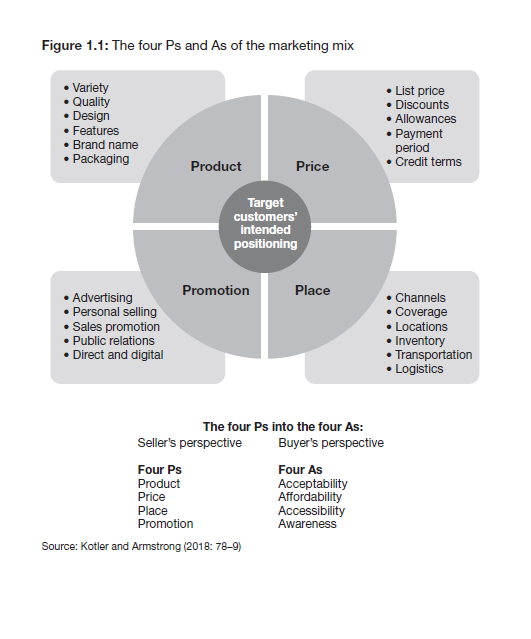 Figure 1.1: The four Ps and As of the marketing mix
• Variety
• Quality
• Design
• Features
• Brand name
• Packaging
• List price
• Discounts
• Allowances
• Payment
period
• Credit terms
Product
Price
Target
customers’
intended
positioning
Promotion
Place
• Advertising
• Personal selling
• Sales promotion
• Public relations
• Direct and digital
• Channels
• Coverage
• Locations
• Inventory
• Transportation
• Logistics
The four Ps into the four As:
Seller’s perspective Buyer’s perspective
Four Ps Four As
Product Acceptability
Price Affordability
Place Accessibility
Promotion Awareness
Source: Kotler and Armstrong (2018: 78–9)